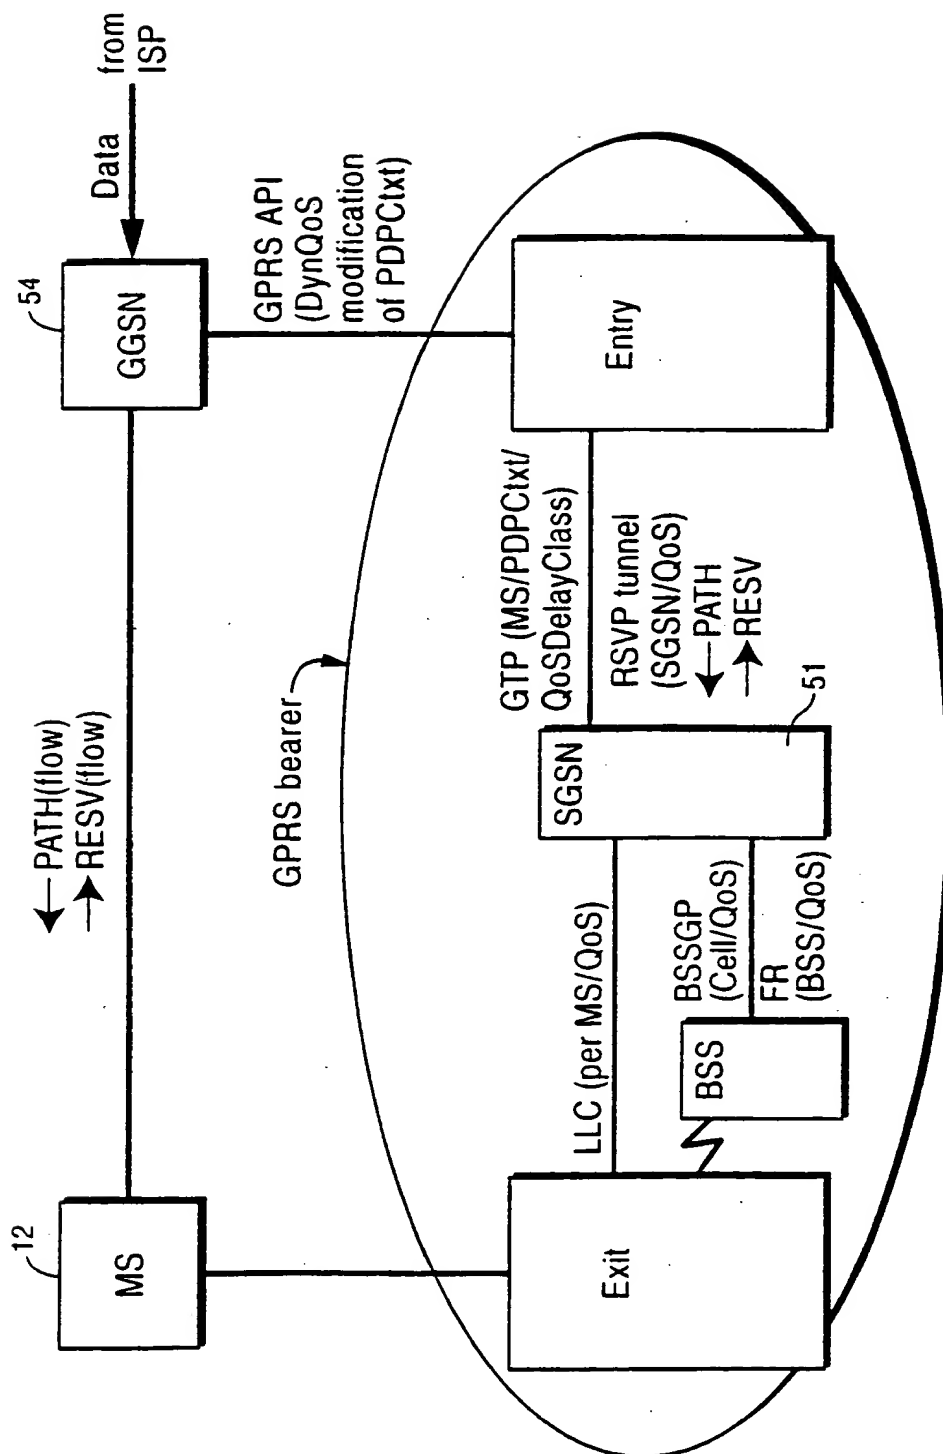 12
MS
←PATH(flow)
→RESV(flow)
54
GGSN
Data from
ISP
GPRS API
(DynQoS
modification
of PDPCtxt)
GPRS bearer
Exit
LLC (per MS/QoS)
BSS
BSSGP
(Cell/QoS)
FR
(BSS/QoS)
SGSN
51
GTP (MS/PDPCtxt/
QoSDelayClass)
RSVP tunnel
(SGSN/QoS)
←PATH
→RESV
Entry